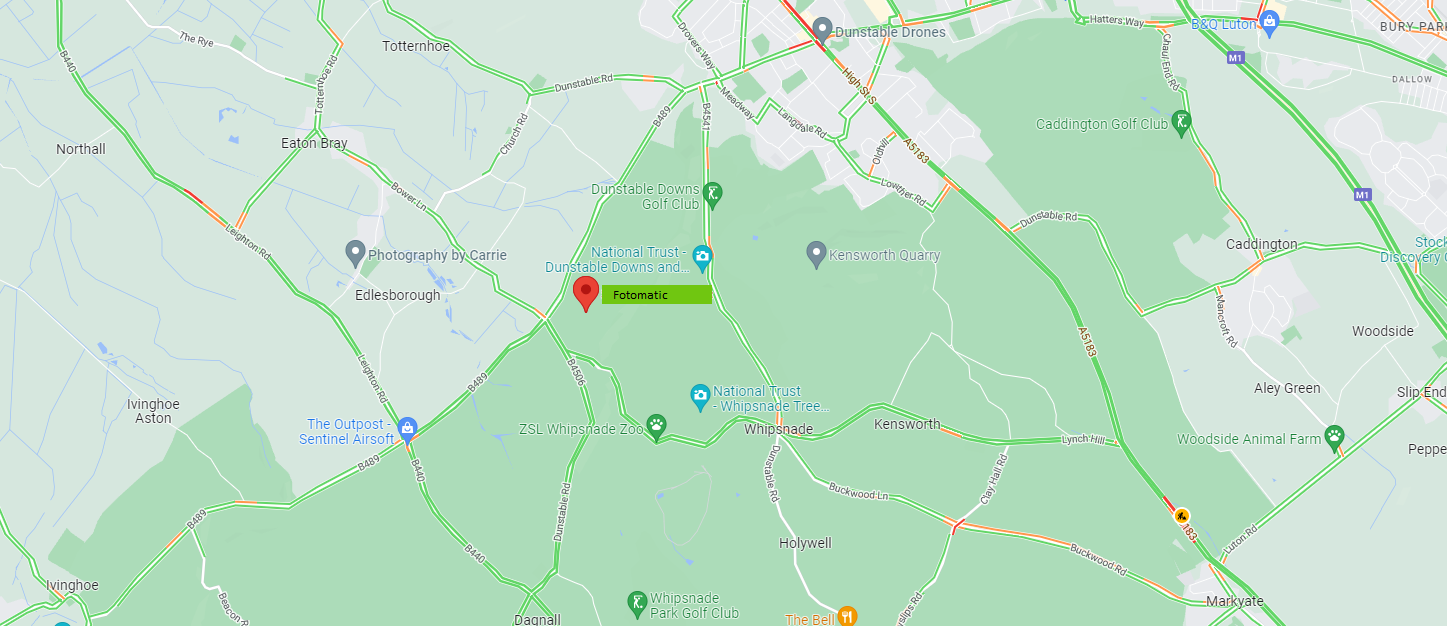 Hatters Way
B&Q Luton
BURY PARK
The Rye
Totternhoe
Drovers Way
Dunstable Drones
B440
Chaul End Rd
M1
DALLOW
Totternhoe Rd
Dunstable Rd
High St S
Meadway
B489
B4541
Langdale Rd
Church Rd
Caddington Golf Club
Northall
Eaton Bray
Oldhill
A5183
Bower Ln
Dunstable Downs
Golf Club
Lowther Rd
M1
Dunstable Rd
Leighton Rd
Photography by Carrie
National Trust -
Dunstable Downs and...
Kensworth Quarry
Caddington
Stock
Discovery C
Edlesborough
Fotomatic
Mancroft Rd
Woodside
A5183
Leighton Rd
B4506
B489
National Trust
- Whipsnade Tree...
Aley Green
Slip End
Ivinghoe
Aston
The Outpost -
Sentinel Airsoft
ZSL Whipsnade Zoo
Whipsnade
Kensworth
Lynch Hill
Woodside Animal Farm
Peppe
B489
B440
Dunstable Rd
Dunstable Rd
Buckwood Ln
Clay Hall Rd
B489
183
Luton Rd
B440
Holywell
Buckwood Rd
Ivinghoe
Beacon R
Whipsnade
Park Golf Club
Dagnall
The Bell
yslips Rd
Markyate